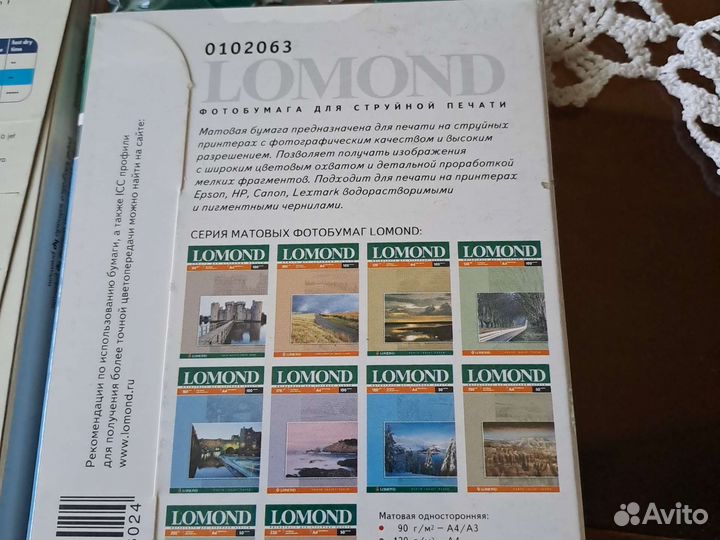 0102063
LOMOND
ФОТОБУМАГА ДЛЯ СТРУЙНОЙ ПЕЧАТИ
Матовая бумага предназначена для печати на струйных
принтерах с фотографическим качеством и высоким
разрешением. Позволяет получать изображения
с широким цветовым охватом и детальной проработкой
мелких фрагментов. Подходит для печати на принтерах
Epson, HP, Canon, Lexmark водорастворимыми
и пигментными чернилами.
СЕРИЯ МАТОВЫХ ФОТОБУМАГ LOMOND:
LOMOND LOMOND LOMOND LOMOND
LOMOND LOMOND LOMOND LOMOND
LOMOND LOMOND
Матовая односторонняя:
90 г/м² – А4/А3
Рекомендации по использованию бумаги, а также ICC профили
для получения более точной цветопередачи можно найти на сайте:
www.lomond.ru
Avito